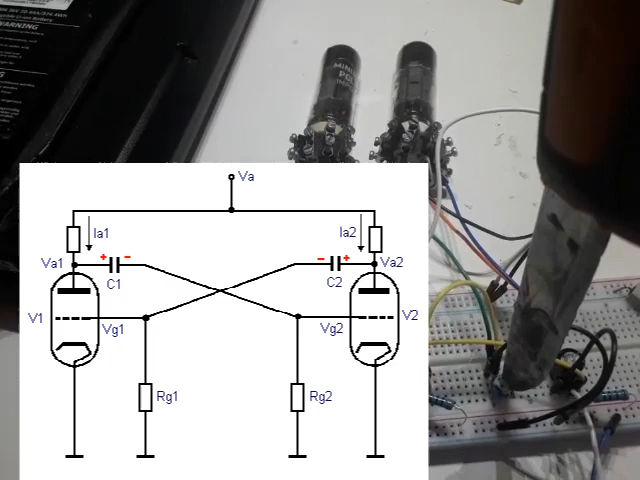 WARNING
Va
Ia1
Ia2
Va1
Va2
+
-
-
+
C1
C2
V1
V2
Vg1
Vg2
Rg1
Rg2